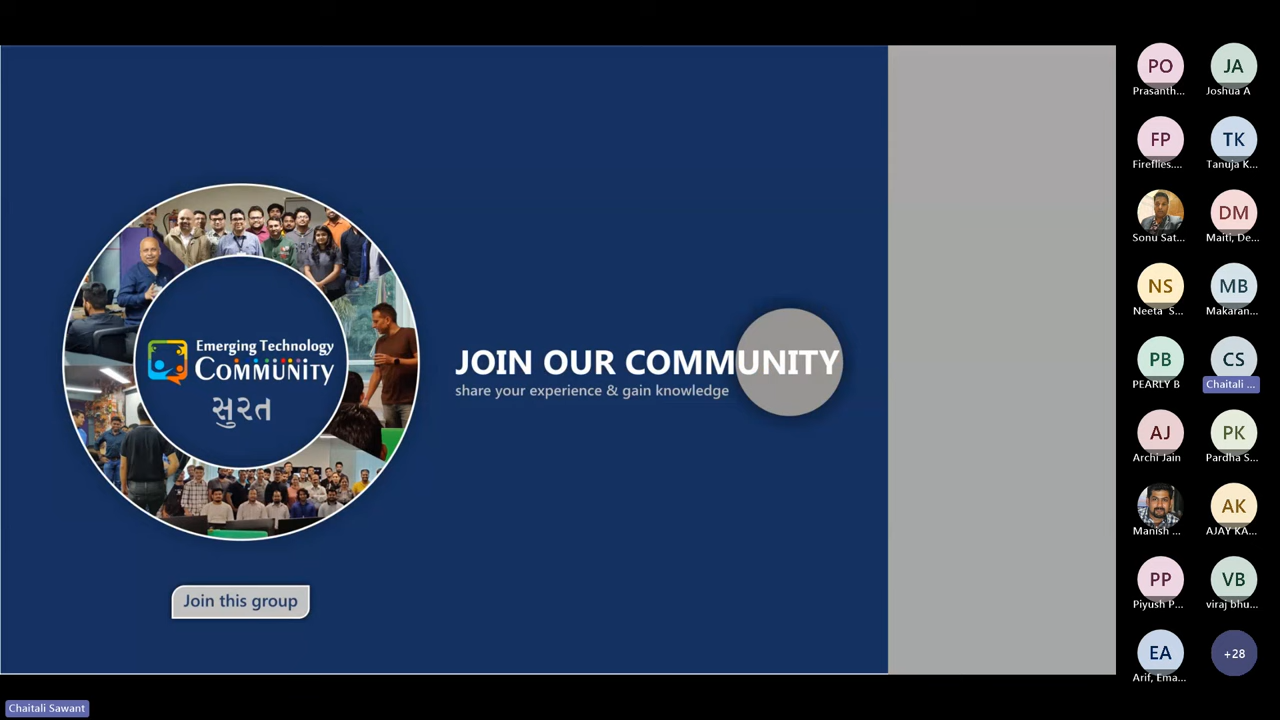 Emerging Technology
COMMUNITY
સુરત
JOIN OUR COMMUNITY
share your experience & gain knowledge
Join this group
PO
Prasanth...
JA
Joshua A
FP
Fireflies....
TK
Tanuja K...
Sonu Sat...
DM
Maiti, De...
NS
Neeta S...
MB
Makaran...
PB
PEARLY B
CS
Chaitali ...
AJ
Archi Jain
PK
Pardha S...
Manish ...
AK
AJAY KA...
PP
Piyush P...
VB
viraj bhu...
EA
Arif, Ema...
+28
Chaitali Sawant